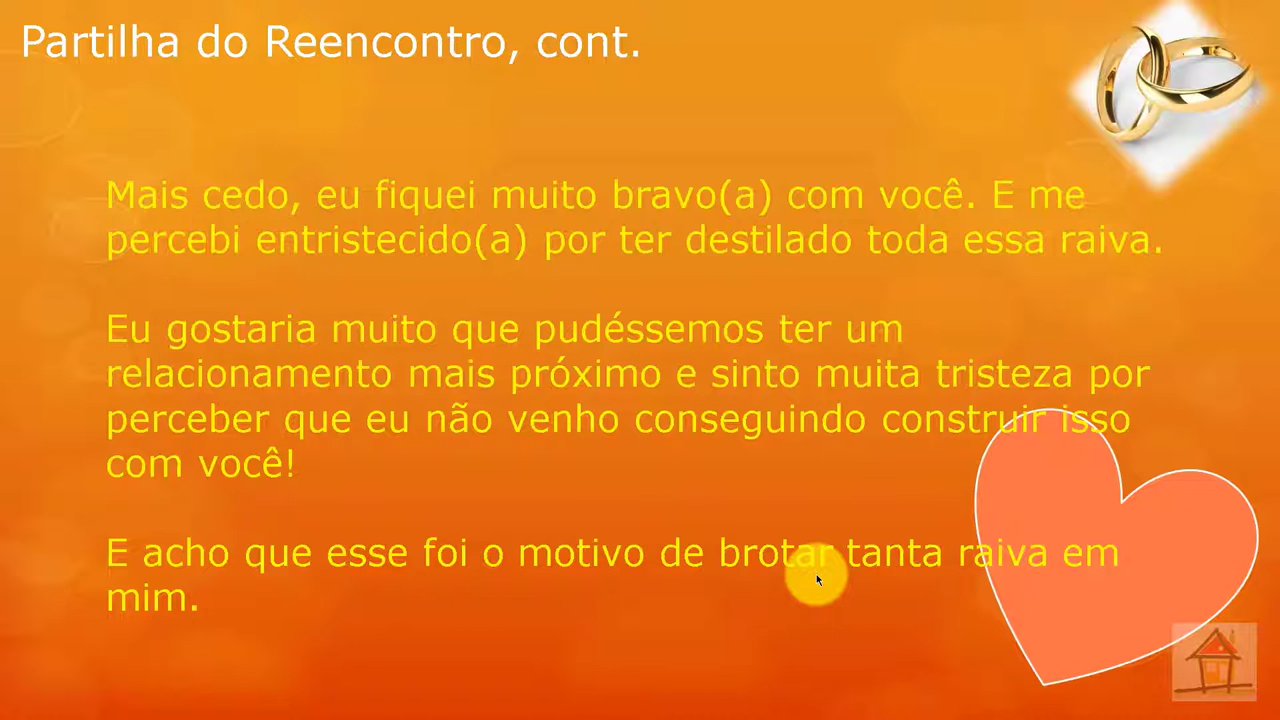 Partilha do Reencontro, cont.
Mais cedo, eu fiquei muito bravo(a) com você. E me
percebi entristecido(a) por ter destilado toda essa raiva.
Eu gostaria muito que pudéssemos ter um
relacionamento mais próximo e sinto muita tristeza por
perceber que eu não venho conseguindo construir isso
com você!
E acho que esse foi o motivo de brotar tanta raiva em
mim.